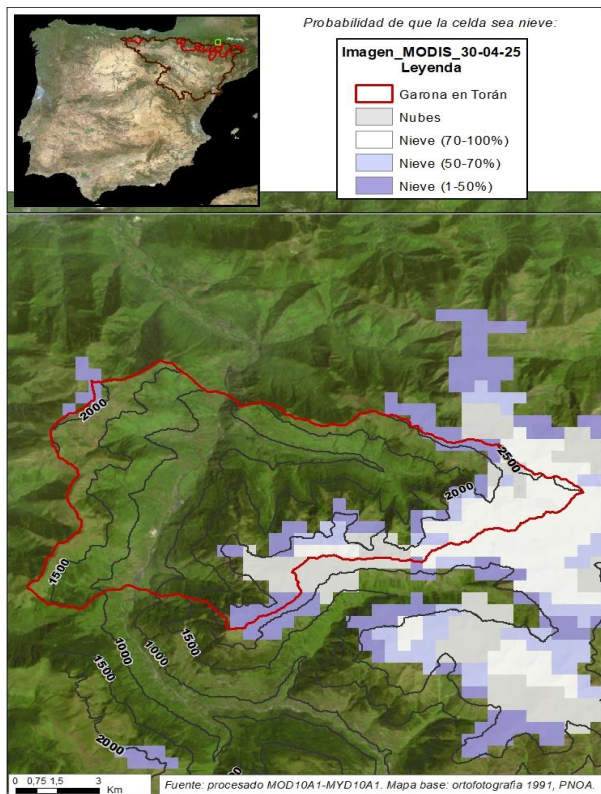 Probabilidad de que la celda sea nieve:
Imagen_MODIS_30-04-25
Leyenda
Garona en Torán
Nubes
Nieve (70-100%)
Nieve (50-70%)
Nieve (1-50%)
2000
2500
2000
1500
1000
1000
1500
1500
2000
0 0,75 1,5 3
Km
Fuente: procesado MOD10A1-MYD10A1. Mapa base: ortofotografia 1991, PNOA.